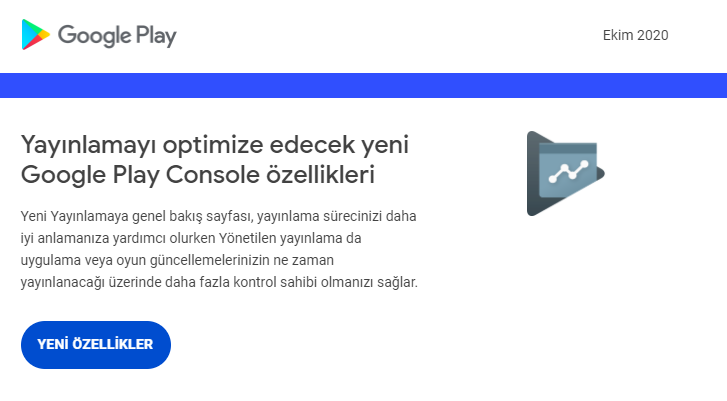 Google Play
Ekim 2020
Yayınlamayı optimize edecek yeni
Google Play Console özellikleri
Yeni Yayınlamaya genel bakış sayfası, yayınlama sürecinizi daha
iyi anlamanıza yardımcı olurken Yönetilen yayınlama da
uygulama veya oyun güncellemelerinizin ne zaman
yayınlanacağı üzerinde daha fazla kontrol sahibi olmanızı sağlar.
YENİ ÖZELLİKLER